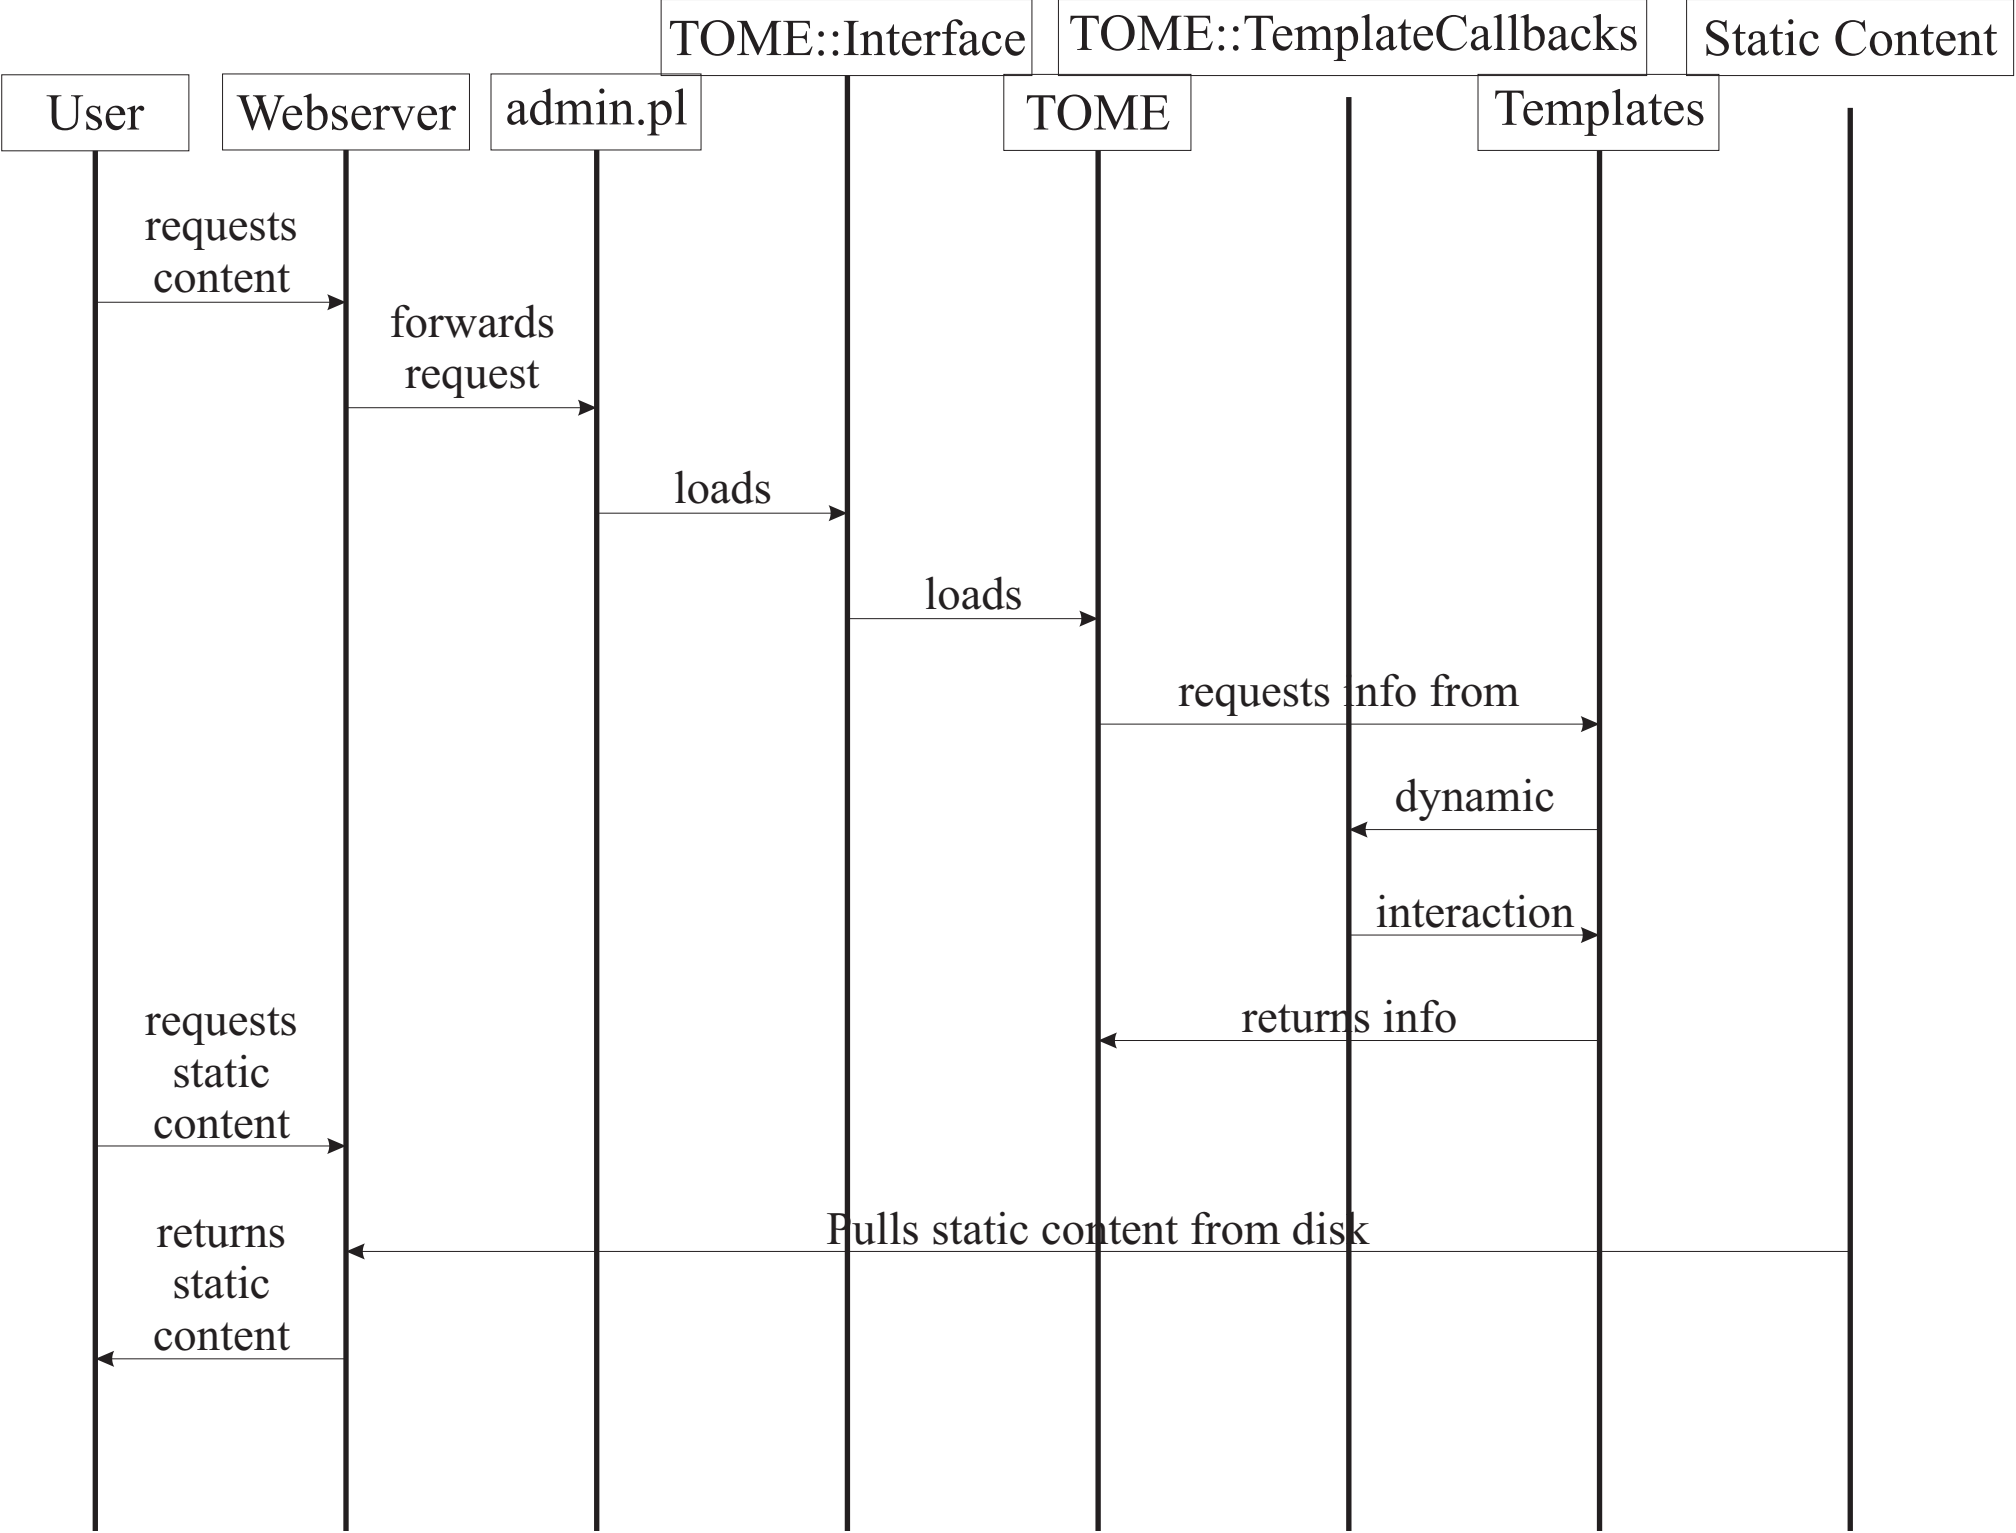 TOME::Interface
TOME::TemplateCallbacks
Static Content
User
Webserver
admin.pl
TOME
Templates
requests
content
forwards
request
loads
loads
requests info from
dynamic
interaction
returns info
requests
static
content
Pulls static content from disk
returns
static
content